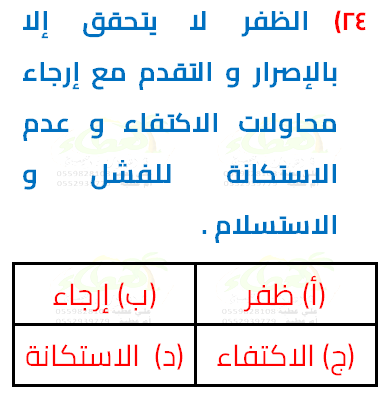 ٢٤) الظفر لا يتحقق إلا
بالإصرار و التقدم مع إرجاء
محاولات الاكتفاء و عدم
الاستكانة للفشل و
الاستسلام .
(أ) ظفر (ب) إرجاء
(ج) الاكتفاء (د) الاستكانة